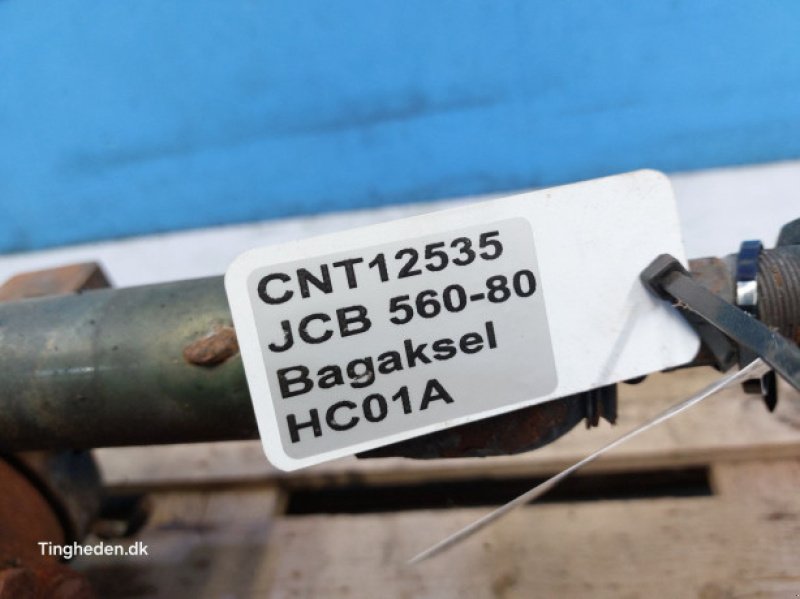 CNT12535
JCB 560-80
Bagaksel
HC01A
Tingheden.dk